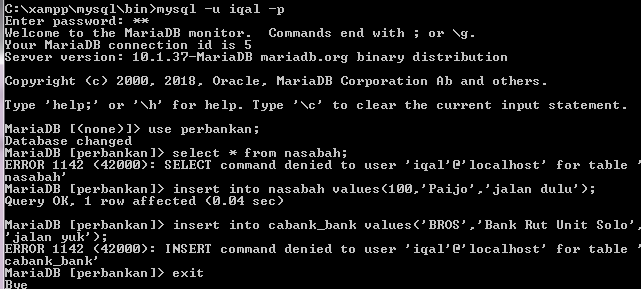 C:\xampp\mysql\bin>mysql -u iqal -p
Enter password: **
Welcome to the MariaDB monitor.  Commands end with ; or \g.
Your MariaDB connection id is 5
Server version: 10.1.37-MariaDB mariadb.org binary distribution
Copyright (c) 2000, 2018, Oracle, MariaDB Corporation Ab and others.
Type 'help;' or '\h' for help. Type '\c' to clear the current input statement.
MariaDB [(none)]> use perbankan;
Database changed
MariaDB [perbankan]> select * from nasabah;
ERROR 1142 (42000): SELECT command denied to user 'iqal'@'localhost' for table '
nasabah'
MariaDB [perbankan]> insert into nasabah values(100,'Paijo','jalan dulu');
Query OK, 1 row affected (0.04 sec)
MariaDB [perbankan]> insert into cabank_bank values('BROS','Bank Rut Unit Solo',
'jalan yuk');
ERROR 1142 (42000): INSERT command denied to user 'iqal'@'localhost' for table '
cabank_bank'
MariaDB [perbankan]> exit
Bye